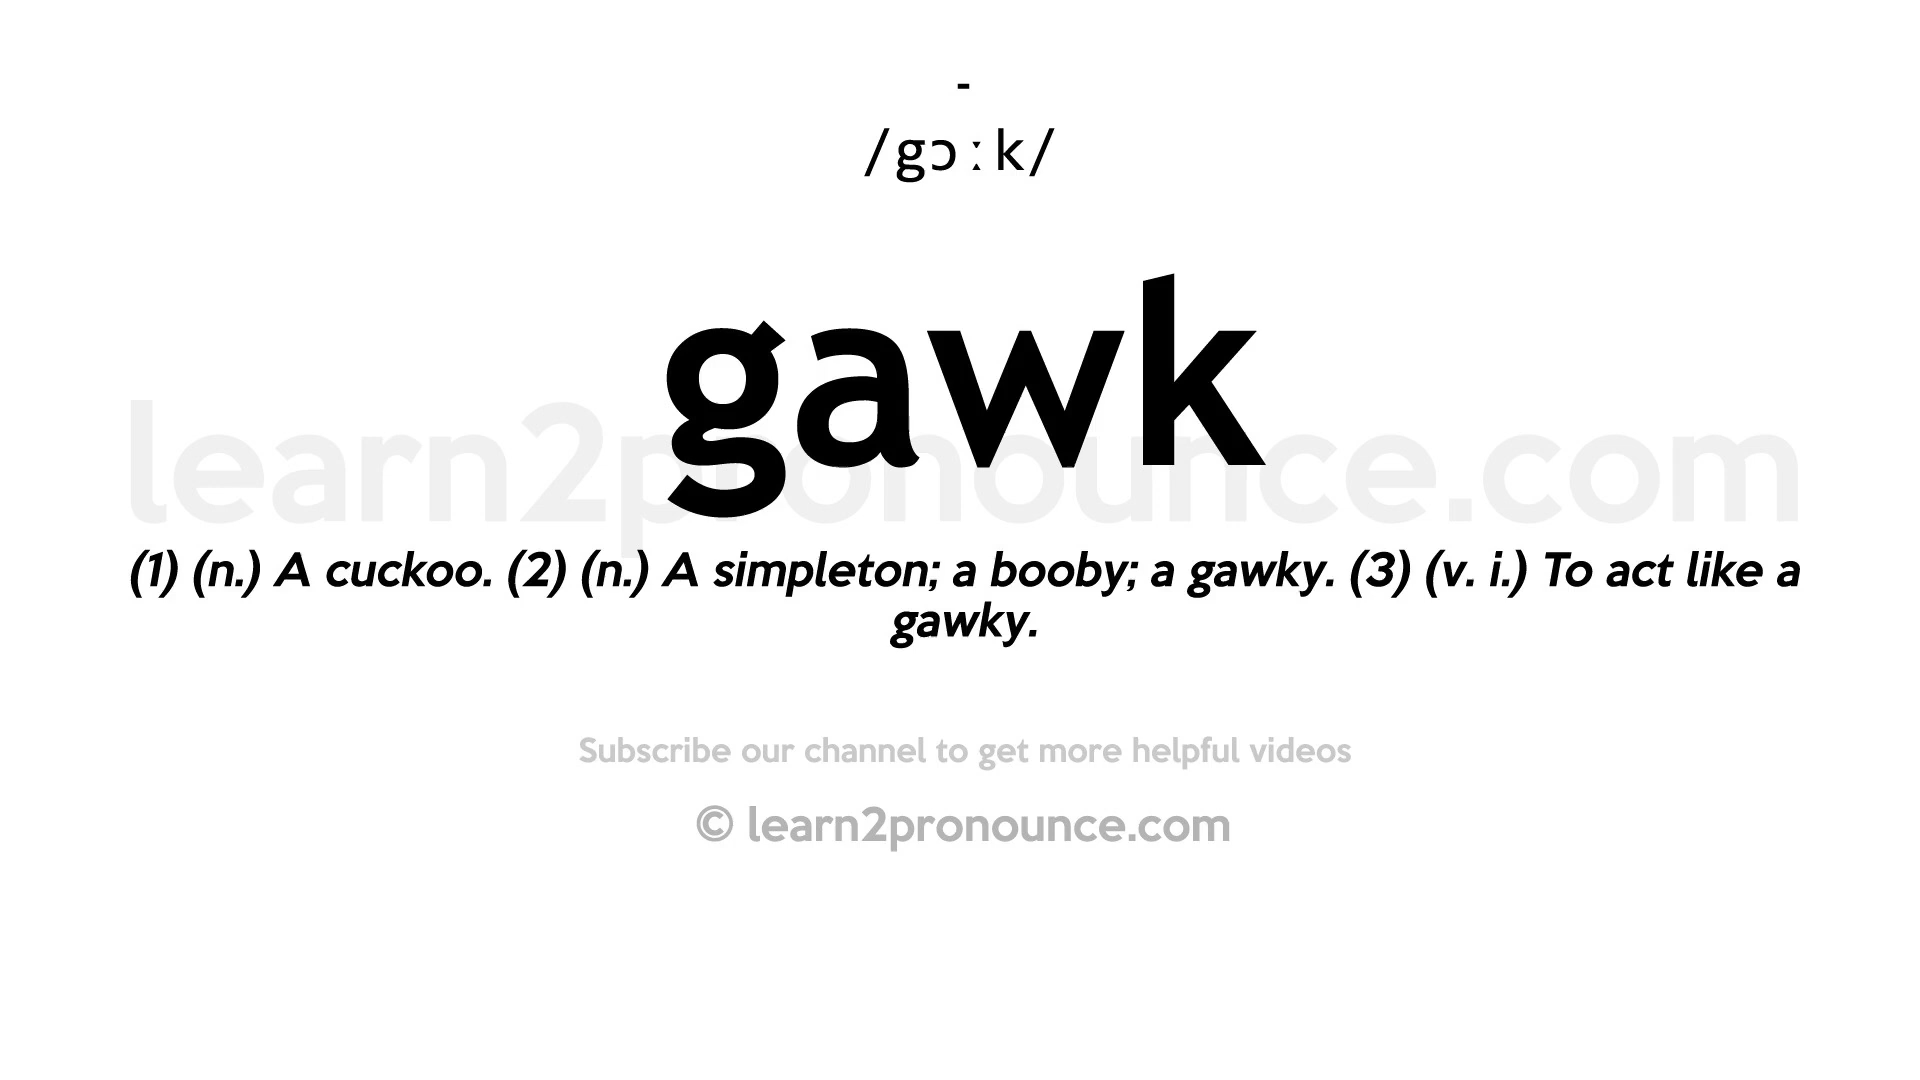 -
/gɔːk/
gawk
learn2pronounce.com
(1) (n.) A cuckoo. (2) (n.) A simpleton; a booby; a gawky. (3) (v. i.) To act like a
gawky.
Subscribe our channel to get more helpful videos
© learn2pronounce.com